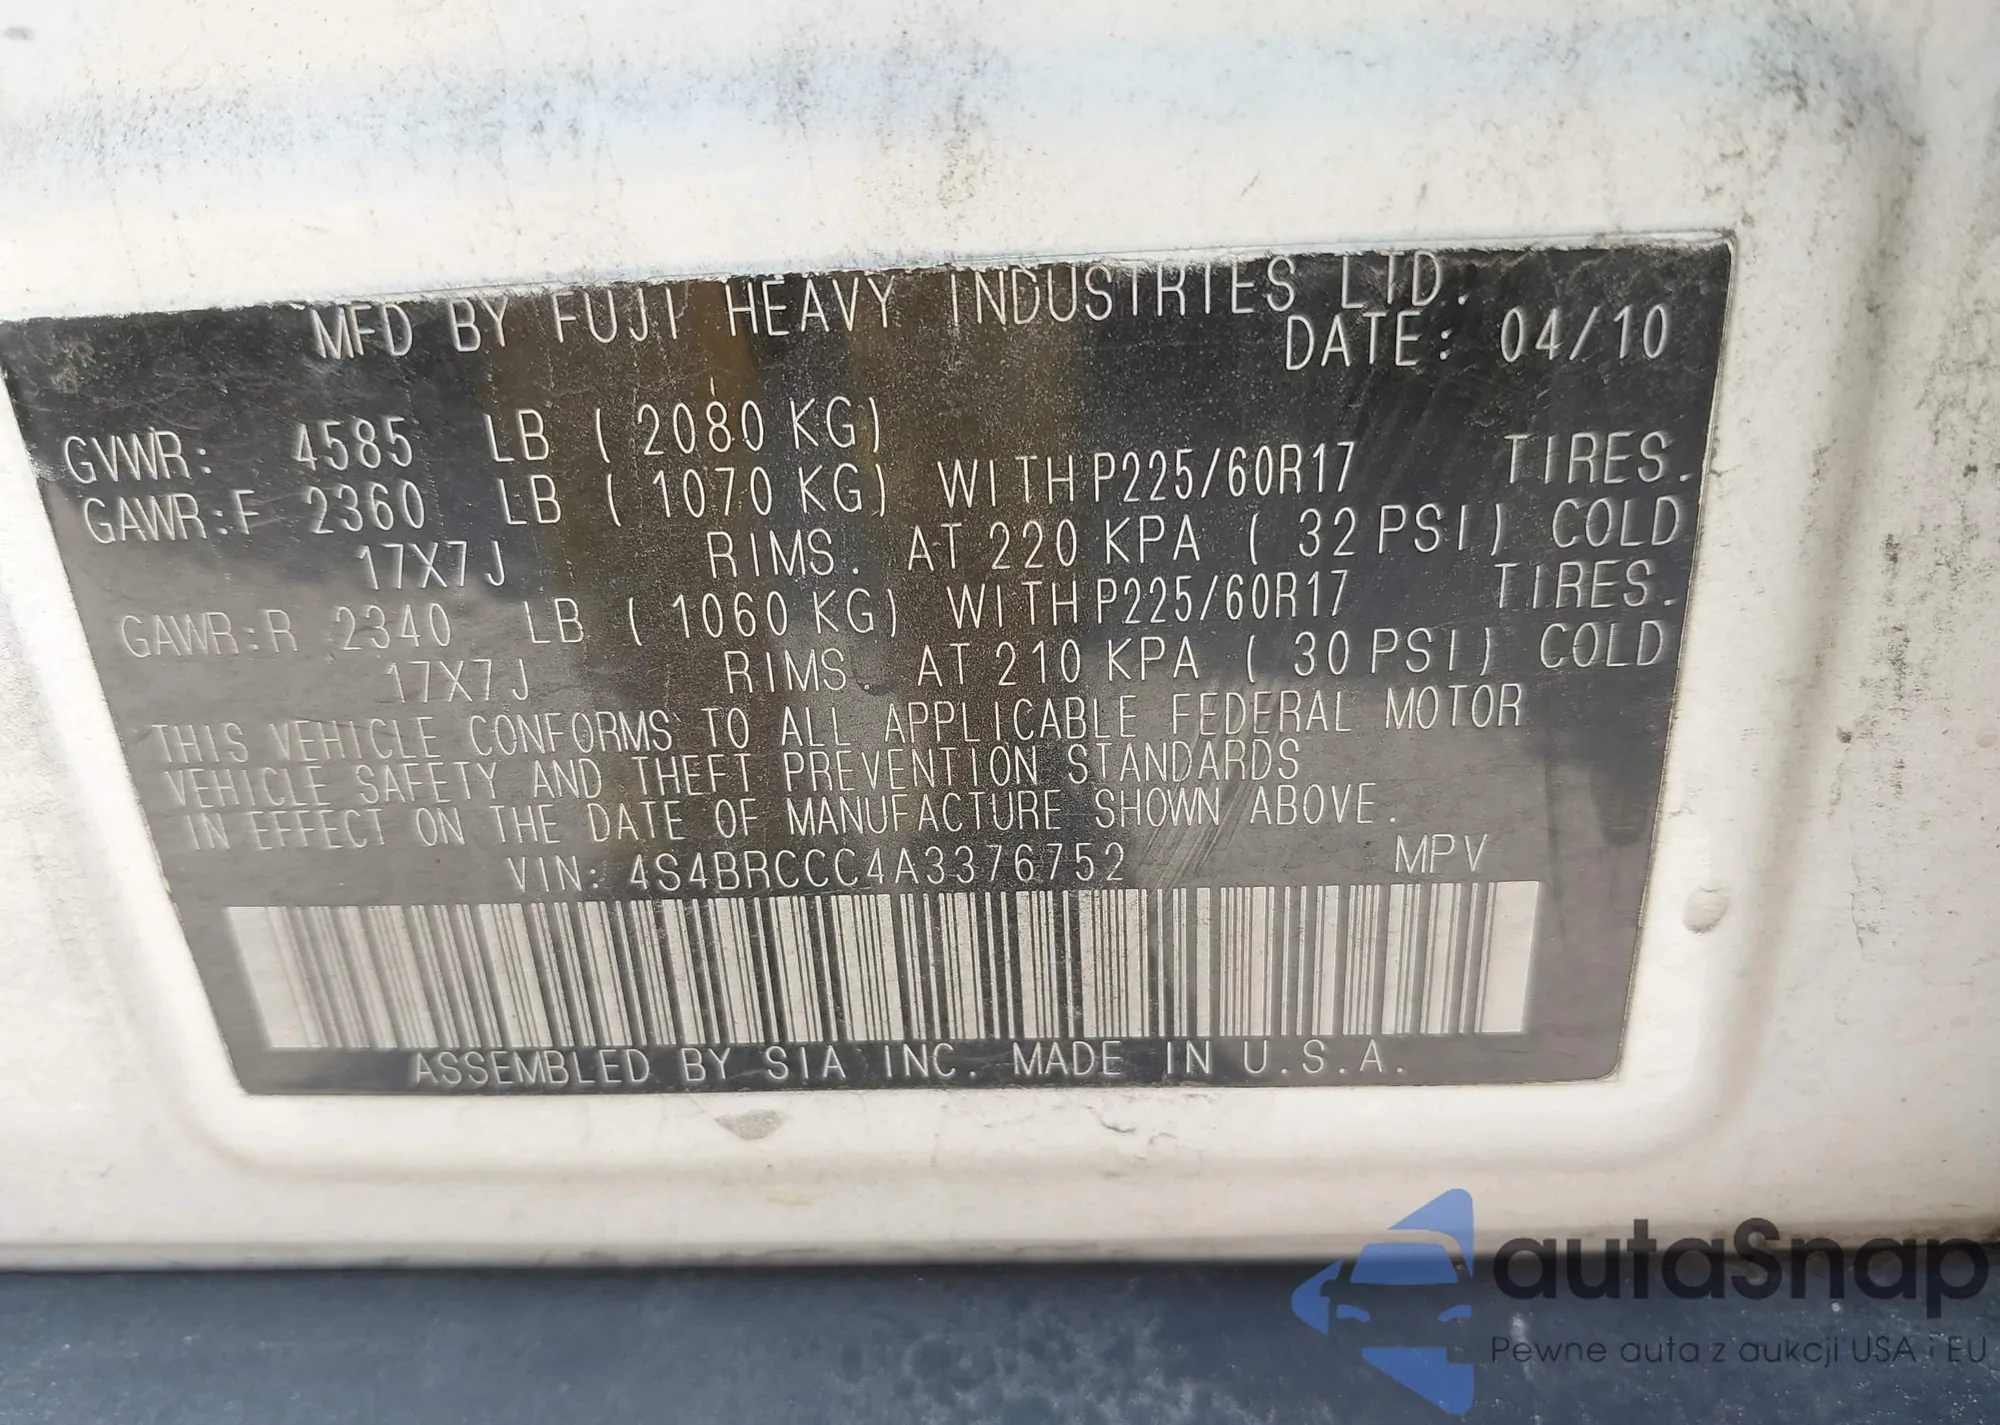 MFD BY FUJI HEAVY INDUSTRIES LTD.
DATE: 04/10
GVWR: 4585 LB ( 2080 KG)
GAWR:F 2360 LB ( 1070 KG) WITH P225/60R17 TIRES.
17X7J RIMS. AT 220 KPA ( 32 PSI) COLD
GAWR:R 2340 LB ( 1060 KG) WITH P225/60R17 TIRES.
17X7J RIMS. AT 210 KPA ( 30 PSI) COLD
THIS VEHICLE CONFORMS TO ALL APPLICABLE FEDERAL MOTOR
VEHICLE SAFETY AND THEFT PREVENTION STANDARDS
IN EFFECT ON THE DATE OF MANUFACTURE SHOWN ABOVE.
VIN: 4S4BRCCC4A3376752 MPV
ASSEMBLED BY SIA INC. MADE IN U.S.A.
autaSnap
Pewne auta z aukcji USA i EU